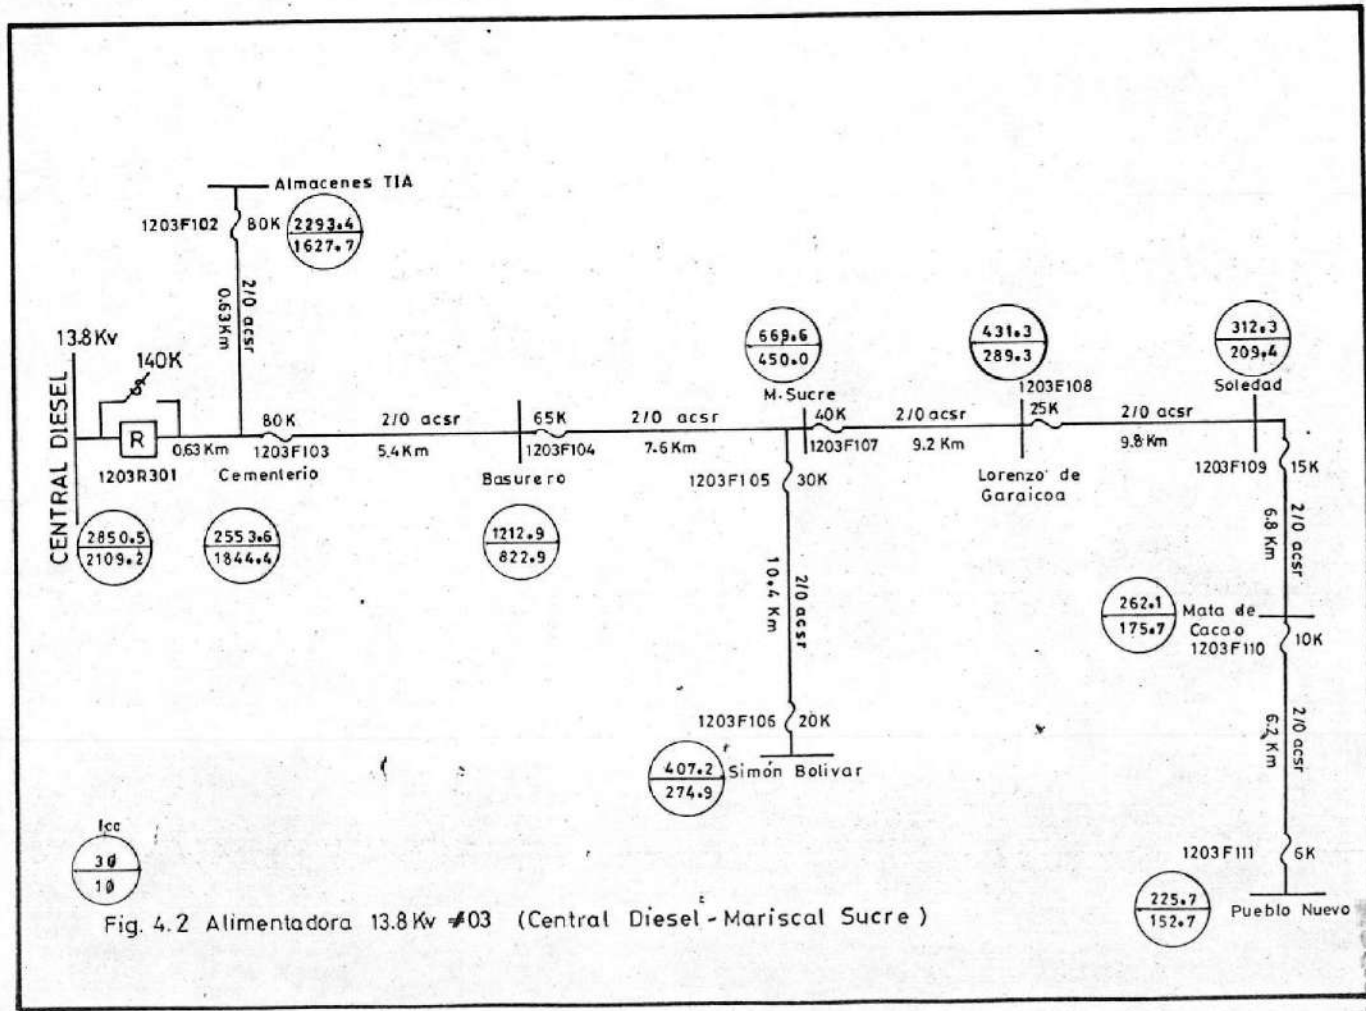 Almacenes TIA
1203F102
80K
2293.4
1627.7
2/0 acsr
0.63Km
13.8Kv
140K
CENTRAL DIESEL
R
1203R301
0.63Km
80K
1203F103
Cementerio
2/0 acsr
5.4Km
65K
1203F104
Basurero
2/0 acsr
7.6Km
669.6
450.0
M.Sucre
40K
1203F107
2/0 acsr
9.2 Km
431.3
289.3
1203F108
25K
Lorenzo de
Garaicoa
2/0 acsr
9.8 Km
312.3
209.4
Soledad
1203F109
15K
2850.5
2109.2
2553.6
1844.4
1212.9
822.9
1203F105
30K
10.4 Km
2/0 acsr
6.8 Km
2/0 acsr
262.1
175.7
Mata de
Cacao
1203F110
10K
1203F106
20K
407.2
274.9
Simón Bolivar
6.2 Km
2/0 acsr
Icc
3Ø
1Ø
1203F111
6K
225.7
152.7
Pueblo Nuevo
Fig. 4.2 Alimentadora 13.8 Kv #03 (Central Diesel - Mariscal Sucre)